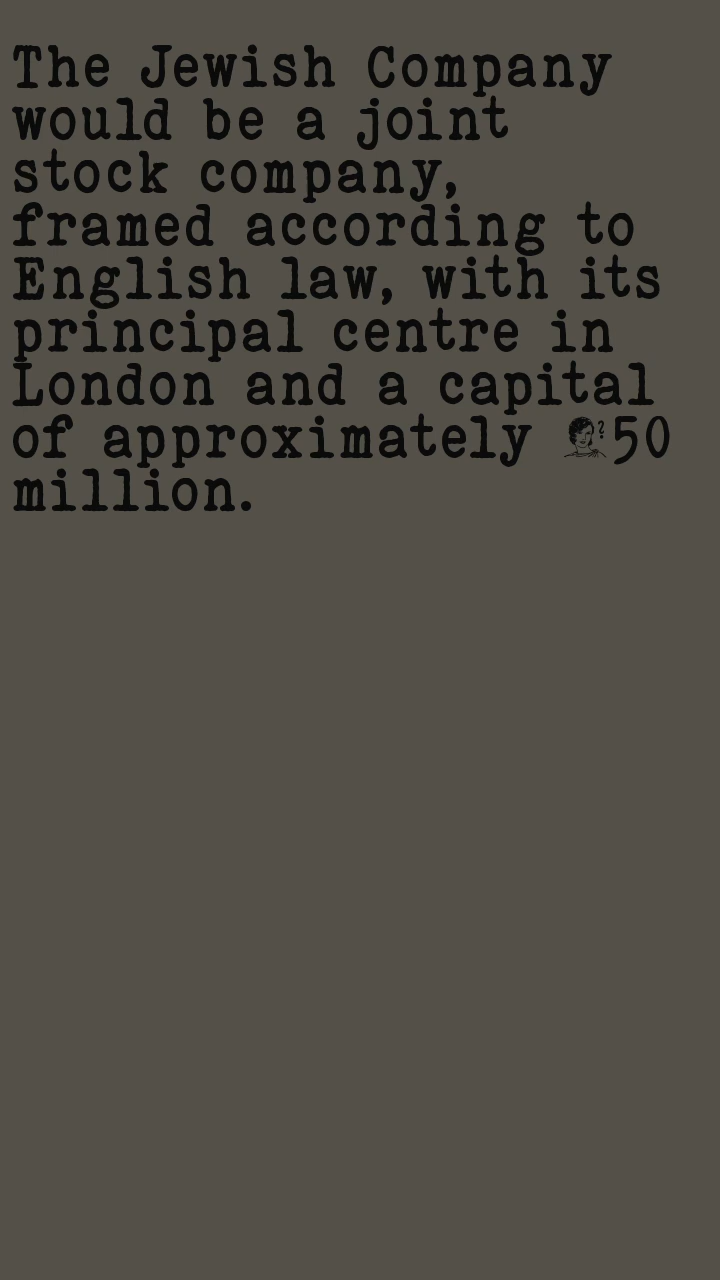 The Jewish Company
would be a joint
stock company,
framed according to
English law, with its
principal centre in
London and a capital
of approximately 50
million.